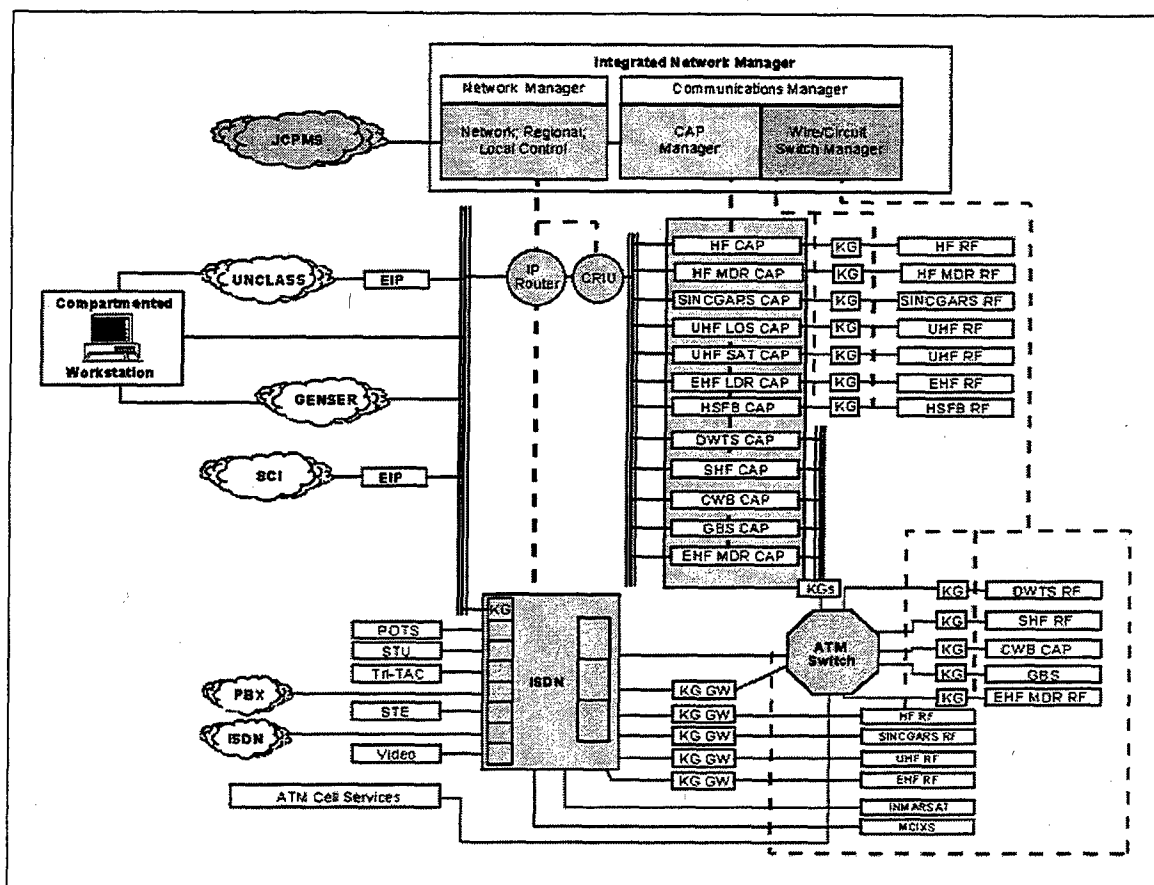 Integrated Network Manager
Network Manager
Communications Manager
JCPMS
Network, Regional,
Local Control
CAP
Manager
Wire/Circuit
Switch Manager
HF CAP
KG
HF RF
UNCLASS
EIP
IP
Router
CRIU
HF MDR CAP
KG
HF MDR RF
Compartmented
Workstation
SINCGARS CAP
KG
SINCGARS RF
UHF LOS CAP
KG
UHF RF
UHF SAT CAP
KG
UHF RF
EHF LDR CAP
KG
EHF RF
GENSER
HSFB CAP
KG
HSFB RF
DWTS CAP
SCI
EIP
SHF CAP
CWB CAP
GBS CAP
EHF MDR CAP
KGs
KG
DWTS RF
KG
SHF RF
KG
CWB CAP
KG
GBS
KG
EHF MDR RF
ATM
Switch
KG
ISDN
POTS
STU
Tri-TAC
PBX
STE
ISDN
Video
ATM Cell Services
KG GW
KG GW
HF RF
KG GW
SINCGARS RF
KG GW
UHF RF
KG GW
EHF RF
INMARSAT
MCIXS